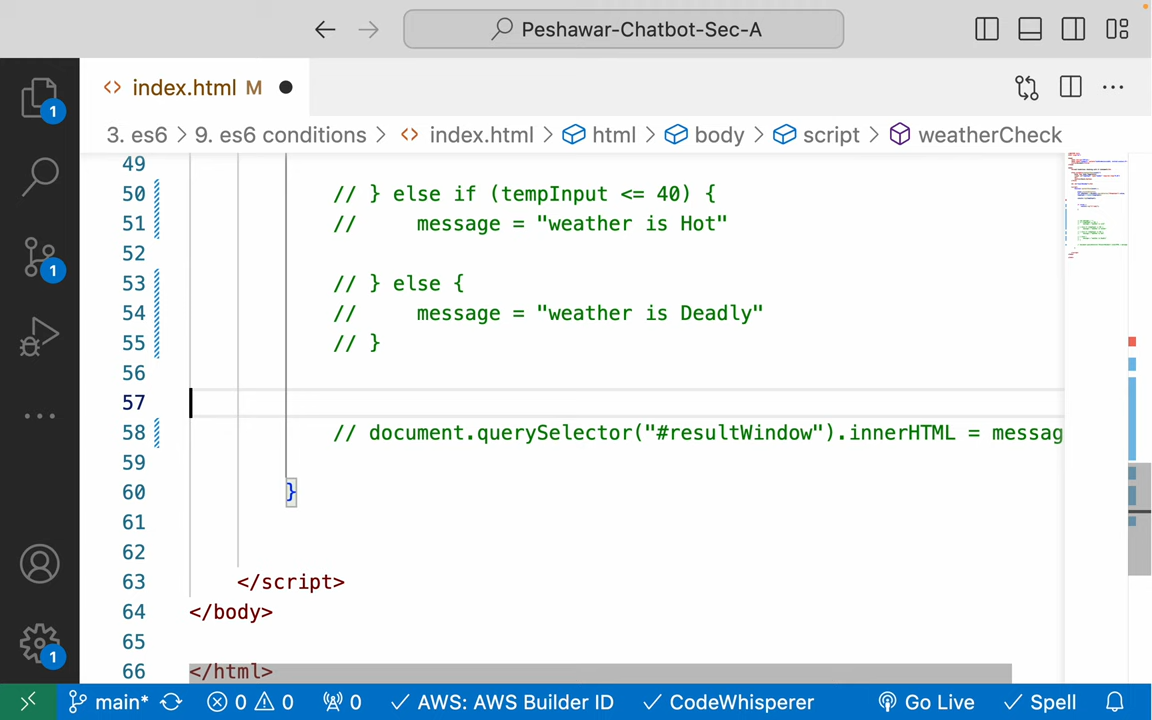 Peshawar-Chatbot-Sec-A
index.html M
3. es6 > 9. es6 conditions > index.html > html > body > script > weatherCheck
49
50 // } else if (tempInput <= 40) {
51 //     message = "weather is Hot"
52
53 // } else {
54 //     message = "weather is Deadly"
55 // }
56
57
58 // document.querySelector("#resultWindow").innerHTML = messag
59
60 }
61
62
63 </script>
64 </body>
65
66 </html>
1
1
1
main* 0 0 0 AWS: AWS Builder ID CodeWhisperer Go Live Spell